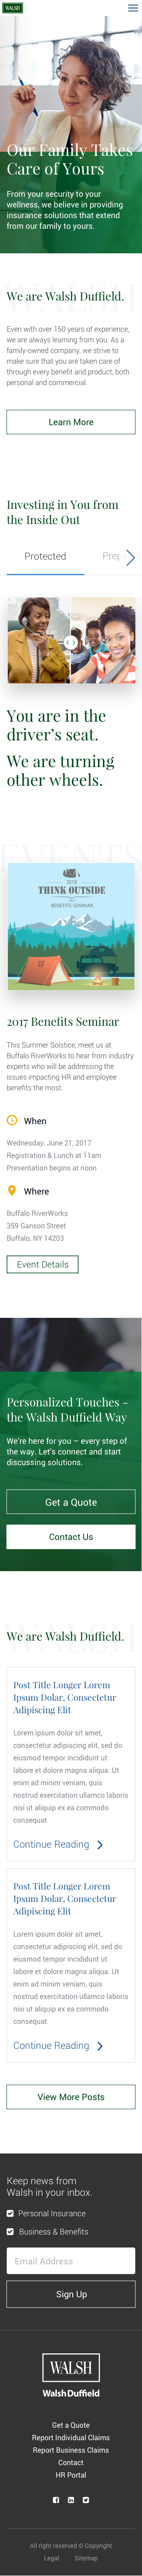 WALSH
Our Family Takes
Care of Yours
From your security to your
wellness, we believe in providing
insurance solutions that extend
from our family to yours.
WALSH
We are Walsh Duffield.
Even with over 150 years of experience,
we are always learning from you. As a
family-owned company, we strive to
make sure that you are taken care of
through every benefit and product, both
personal and commercial.
Learn More
Investing in You from
the Inside Out
Protected
You are in the
driver's seat.
We are turning
other wheels.
EVENTS
2018
THINK OUTSIDE
BENEFITS SEMINAR
2017 Benefits Seminar
This Summer Solstice, meet us at
Buffalo RiverWorks to hear from industry
experts who will be addressing the
issues impacting HR and employee
benefits the most.
When
Wednesday, June 21, 2017
Registration & Lunch at 11am
Presentation begins at noon
Where
Buffalo RiverWorks
359 Ganson Street
Buffalo, NY 14203
Event Details
Personalized Touches -
the Walsh Duffield Way
We're here for you – every step of
the way. Let's connect and start
discussing solutions.
Get a Quote
Contact Us
WALSH
We are Walsh Duffield.
Post Title Longer Lorem
Ipsum Dolar, Consectetur
Adipiscing Elit
Lorem ipsum dolor sit amet,
consectetur adipiscing elit, sed do
eiusmod tempor incididunt ut
labore et dolore magna aliqua. Ut
enim ad minim veniam, quis
nostrud exercitation ullamco laboris
nisi ut aliquip ex ea commodo
consequat.
Continue Reading
Post Title Longer Lorem
Ipsum Dolar, Consectetur
Adipiscing Elit
Lorem ipsum dolor sit amet,
consectetur adipiscing elit, sed do
eiusmod tempor incididunt ut
labore et dolore magna aliqua. Ut
enim ad minim veniam, quis
nostrud exercitation ullamco laboris
nisi ut aliquip ex ea commodo
consequat.
Continue Reading
View More Posts
Keep news from
Walsh in your inbox.
Personal Insurance
Business & Benefits
Email Address
Sign Up
WALSH
Walsh Duffield
Get a Quote
Report Individual Claims
Report Business Claims
Contact
HR Portal
All right reserved © Copyright
Legal Sitemap